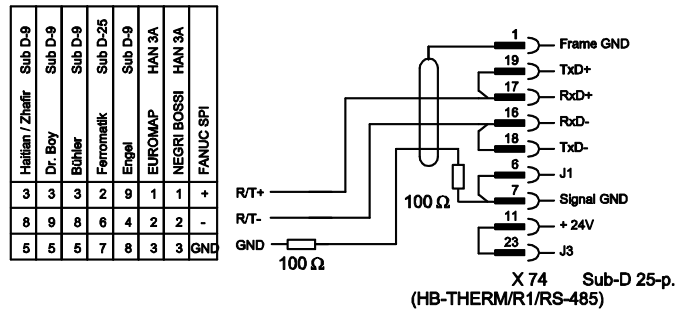 Haitian / Zhafir Sub D-9
Dr. Boy Sub D-9
Bühler Sub D-9
Ferromatik Sub D-25
Engel Sub D-9
EUROMAP HAN 3A
NEGRI BOSSI HAN 3A
FANUC SPI
3 3 3 2 9 1 1 +
8 9 8 6 4 2 2 -
5 5 5 7 8 3 3 GND
R/T+
R/T-
GND
100 Ω
100 Ω
1 Frame GND
19 TxD+
17 RxD+
16 RxD-
18 TxD-
6 J1
7 Signal GND
11 + 24V
23 J3
X 74 Sub-D 25-p.
(HB-THERM/R1/RS-485)